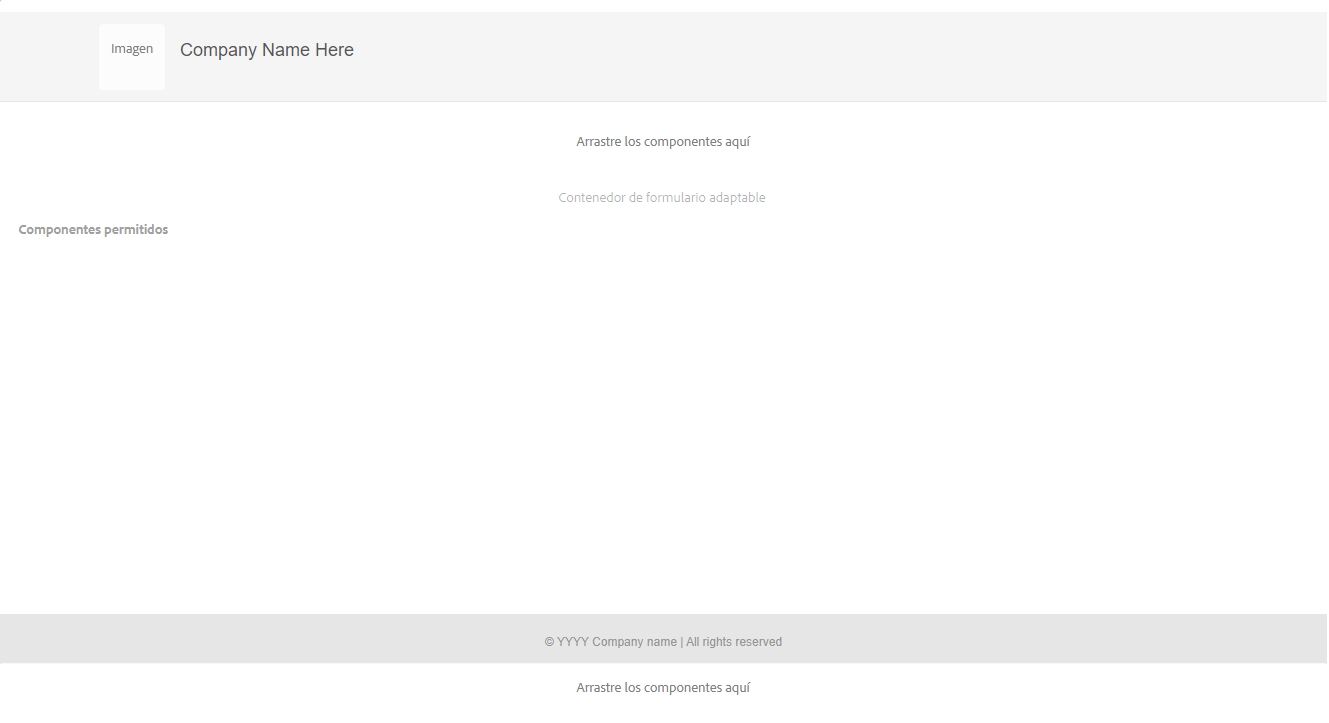 Imagen
Company Name Here
Arrastre los componentes aquí
Contenedor de formulario adaptable
Componentes permitidos
© YYYY Company name | All rights reserved
Arrastre los componentes aquí